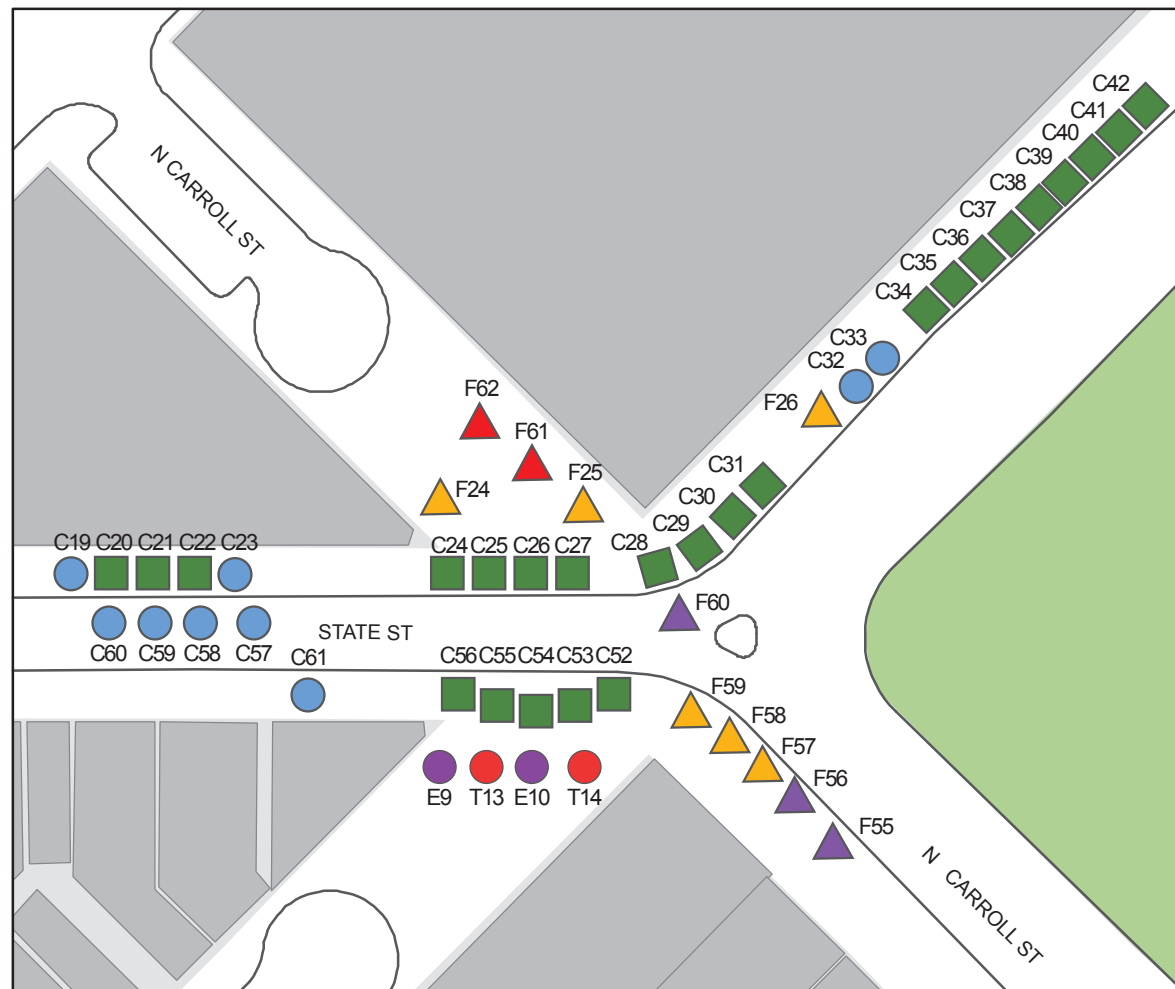 C42
C41
C40
C39
C38
C37
C36
C35
C34
N CARROLL ST
C33
C32
F26
F62
F61
F25
F24
C31
C30
C29
C28
C19 C20 C21 C22 C23
C24 C25 C26 C27
F60
STATE ST
C60 C59 C58 C57
C61
C56 C55 C54 C53 C52
F59
F58
F57
F56
F55
E9 T13 E10 T14
N CARROLL ST